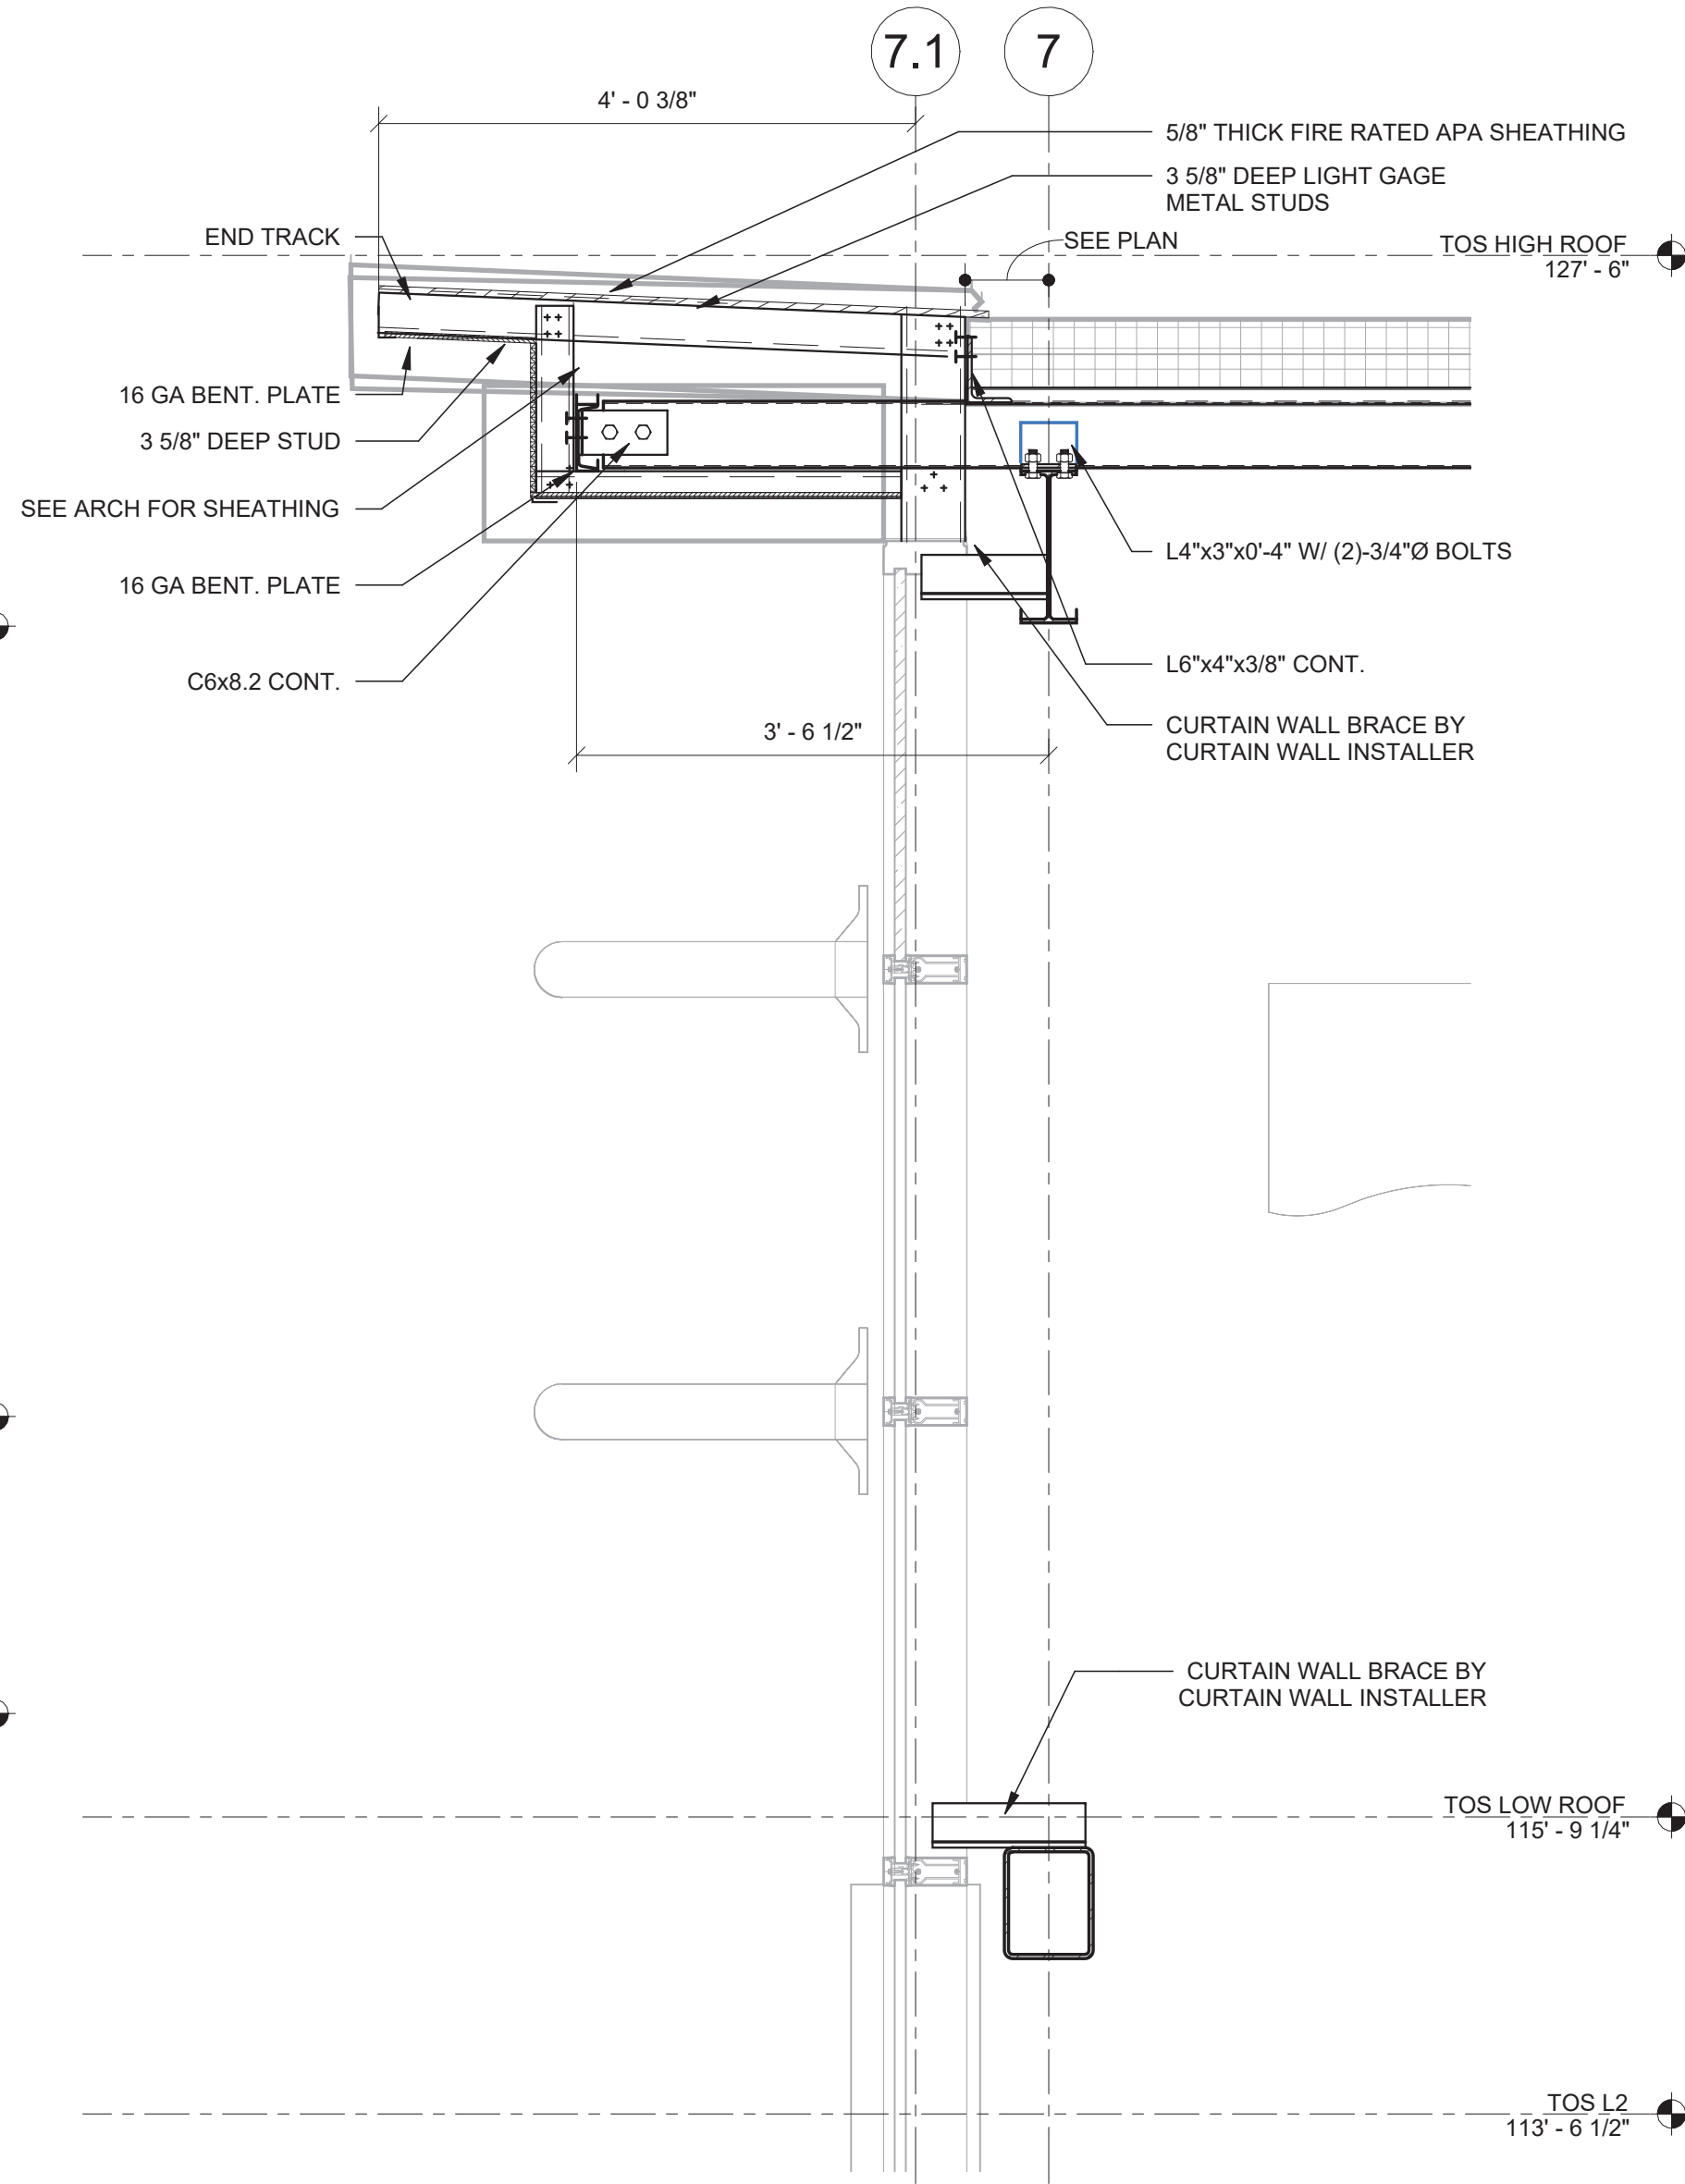 7.1
7
4' - 0 3/8"
5/8" THICK FIRE RATED APA SHEATHING
3 5/8" DEEP LIGHT GAGE
METAL STUDS
END TRACK
SEE PLAN
TOS HIGH ROOF
127' - 6"
16 GA BENT. PLATE
3 5/8" DEEP STUD
SEE ARCH FOR SHEATHING
L4"x3"x0'-4" W/ (2)-3/4"Ø BOLTS
16 GA BENT. PLATE
L6"x4"x3/8" CONT.
C6x8.2 CONT.
3' - 6 1/2"
CURTAIN WALL BRACE BY
CURTAIN WALL INSTALLER
CURTAIN WALL BRACE BY
CURTAIN WALL INSTALLER
TOS LOW ROOF
115' - 9 1/4"
TOS L2
113' - 6 1/2"